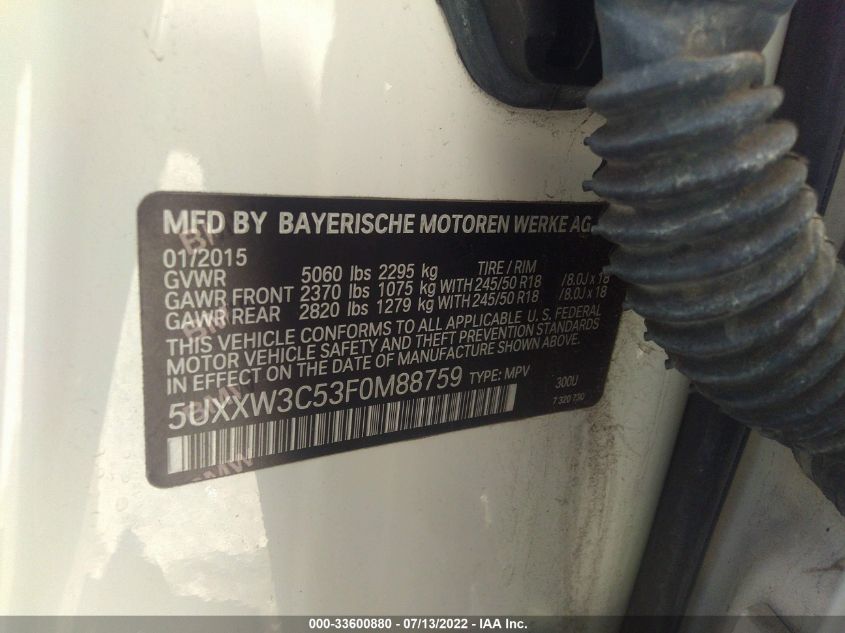 MFD BY BAYERISCHE MOTOREN WERKE AG
01/2015
GVWR 5060 lbs 2295 kg TIRE / RIM
GAWR FRONT 2370 lbs 1075 kg WITH 245/50 R18 /8.0J x 18
GAWR REAR 2820 lbs 1279 kg WITH 245/50 R18 /8.0J x 18
THIS VEHICLE CONFORMS TO ALL APPLICABLE U.S. FEDERAL
MOTOR VEHICLE SAFETY AND THEFT PREVENTION STANDARDS
IN EFFECT ON THE DATE OF MANUFACTURE SHOWN ABOVE.
5UXXW3C53F0M88759 TYPE: MPV 300U
7 320 730
000-33600880 - 07/13/2022 - IAA Inc.